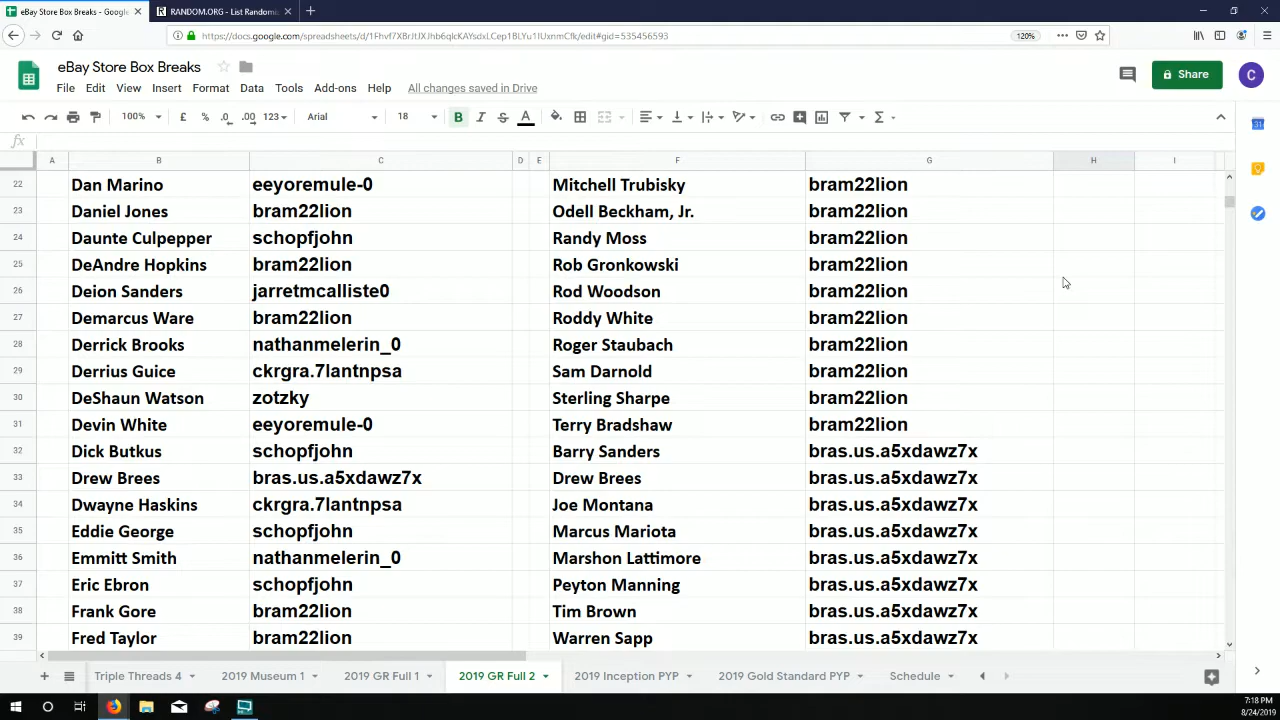 eBay Store Box Breaks - Google
RANDOM.ORG - List Randomiz
120%
eBay Store Box Breaks
File Edit View Insert Format Data Tools Add-ons Help All changes saved in Drive
Share
C
100% £ % .0 .00 123 Arial 18 B I S A
fx
A B C D E F G H I
22 Dan Marino eeyoremule-0 Mitchell Trubisky bram22lion
23 Daniel Jones bram22lion Odell Beckham, Jr. bram22lion
24 Daunte Culpepper schopfjohn Randy Moss bram22lion
25 DeAndre Hopkins bram22lion Rob Gronkowski bram22lion
26 Deion Sanders jarretmcalliste0 Rod Woodson bram22lion
27 Demarcus Ware bram22lion Roddy White bram22lion
28 Derrick Brooks nathanmelerin_0 Roger Staubach bram22lion
29 Derrius Guice ckrgra.7lantnpsa Sam Darnold bram22lion
30 DeShaun Watson zotzky Sterling Sharpe bram22lion
31 Devin White eeyoremule-0 Terry Bradshaw bram22lion
32 Dick Butkus schopfjohn Barry Sanders bras.us.a5xdawz7x
33 Drew Brees bras.us.a5xdawz7x Drew Brees bras.us.a5xdawz7x
34 Dwayne Haskins ckrgra.7lantnpsa Joe Montana bras.us.a5xdawz7x
35 Eddie George schopfjohn Marcus Mariota bras.us.a5xdawz7x
36 Emmitt Smith nathanmelerin_0 Marshon Lattimore bras.us.a5xdawz7x
37 Eric Ebron schopfjohn Peyton Manning bras.us.a5xdawz7x
38 Frank Gore bram22lion Tim Brown bras.us.a5xdawz7x
39 Fred Taylor bram22lion Warren Sapp bras.us.a5xdawz7x
Triple Threads 4 2019 Museum 1 2019 GR Full 1 2019 GR Full 2 2019 Inception PYP 2019 Gold Standard PYP Schedule
7:18 PM
8/24/2019